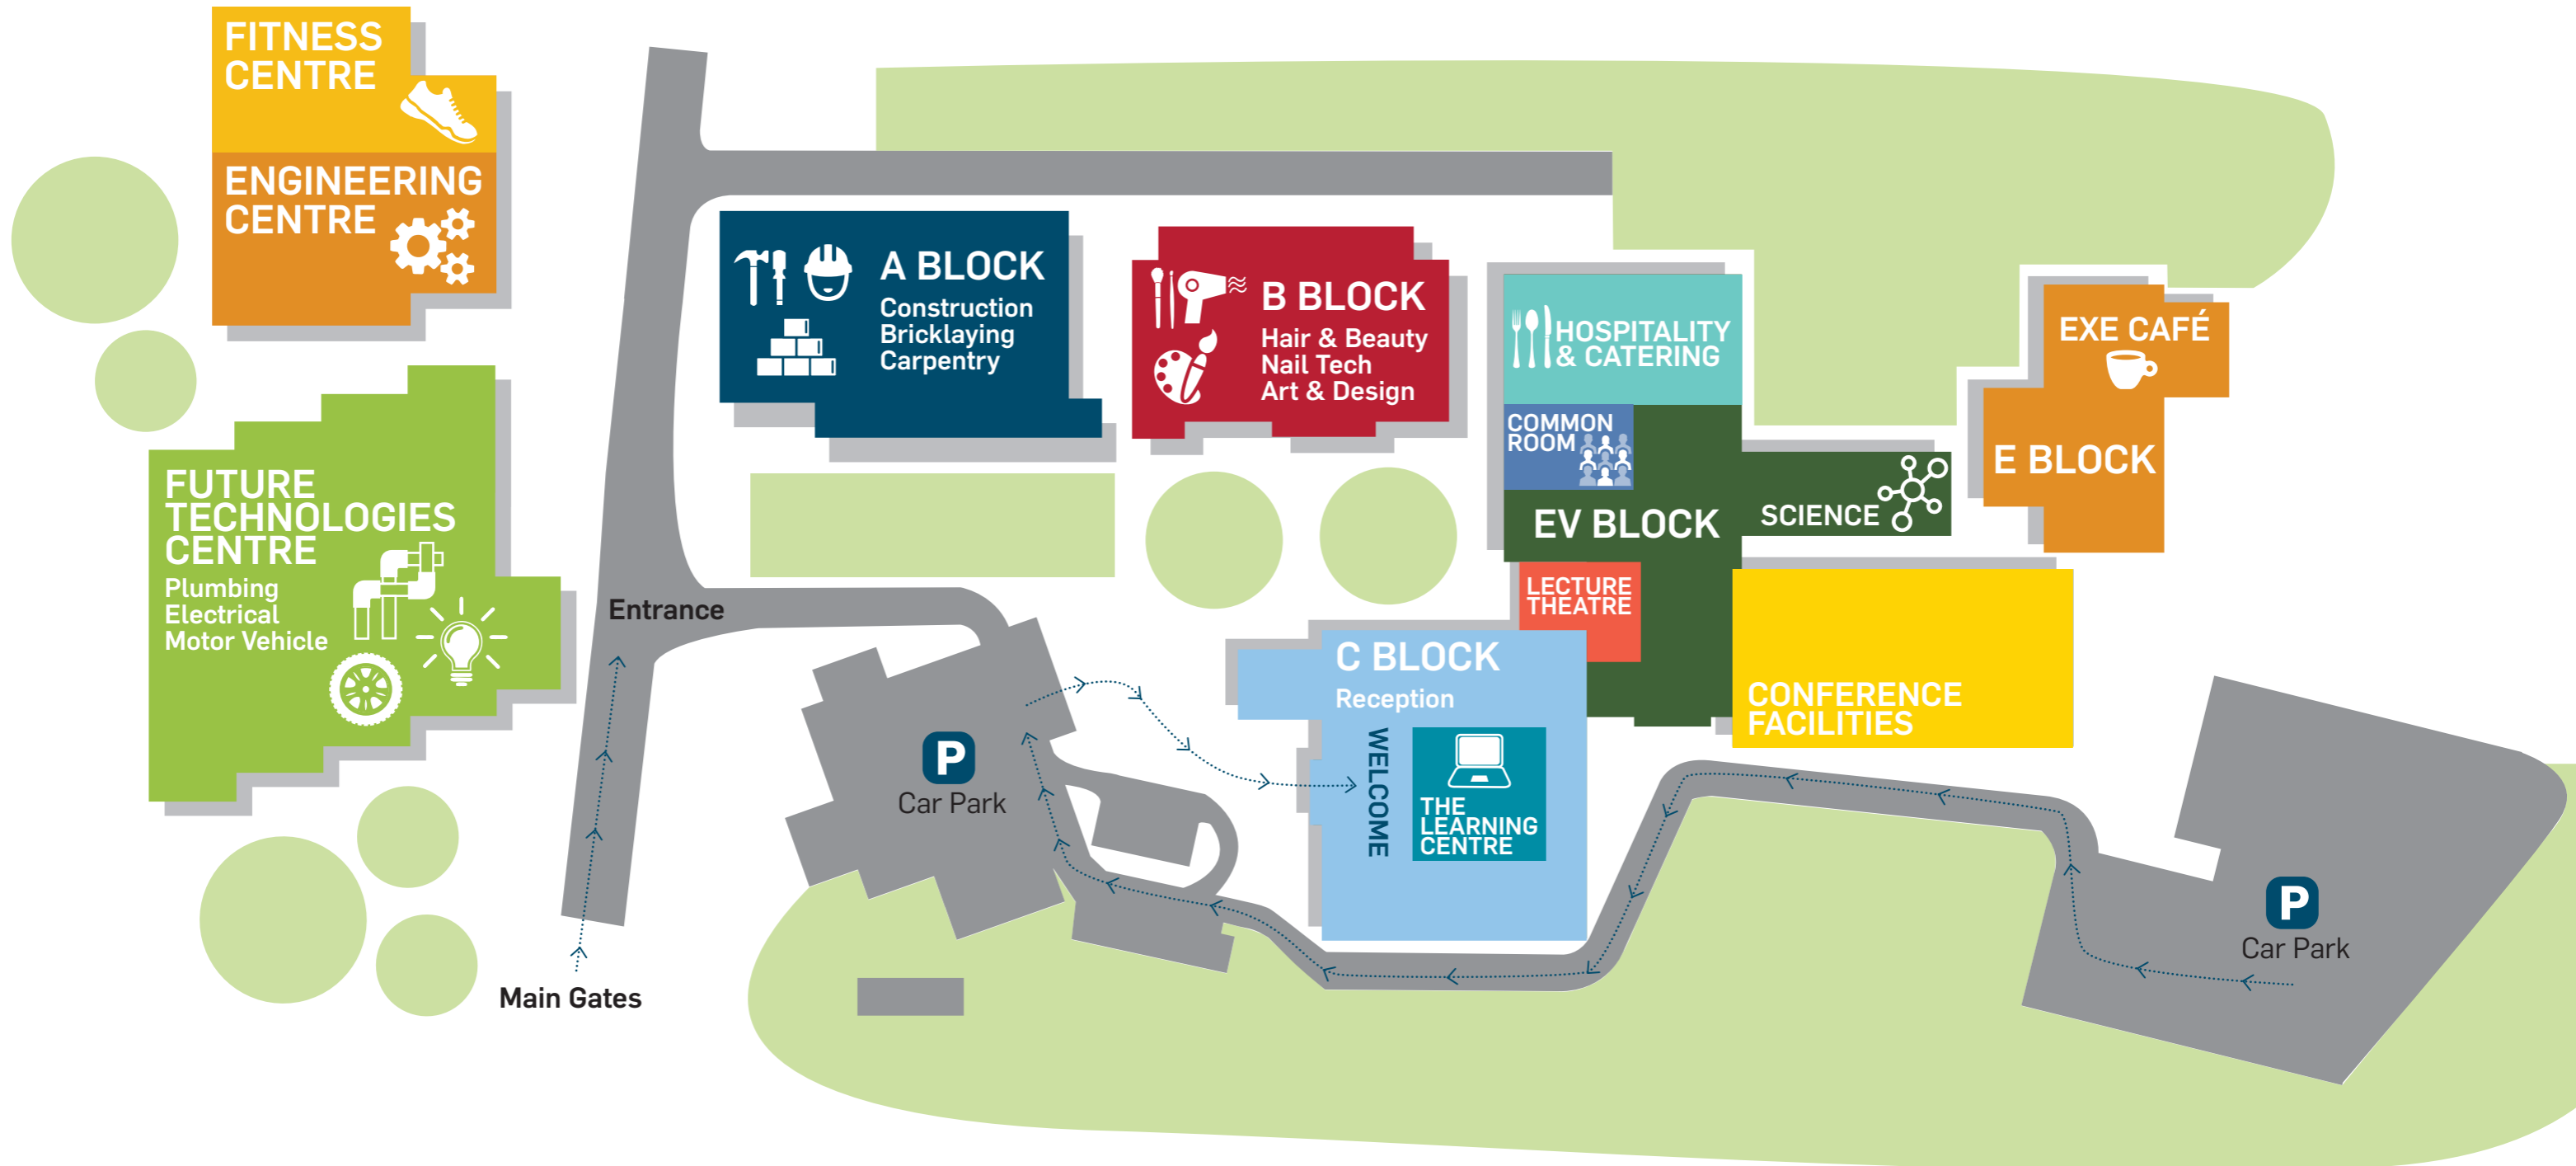 FITNESS
CENTRE
ENGINEERING
CENTRE
FUTURE
TECHNOLOGIES
CENTRE
Plumbing
Electrical
Motor Vehicle
Entrance
Main Gates
A BLOCK
Construction
Bricklaying
Carpentry
B BLOCK
Hair & Beauty
Nail Tech
Art & Design
HOSPITALITY
& CATERING
COMMON
ROOM
EV BLOCK
SCIENCE
LECTURE
THEATRE
EXE CAFÉ
E BLOCK
C BLOCK
Reception
WELCOME
THE
LEARNING
CENTRE
CONFERENCE
FACILITIES
P
Car Park
P
Car Park